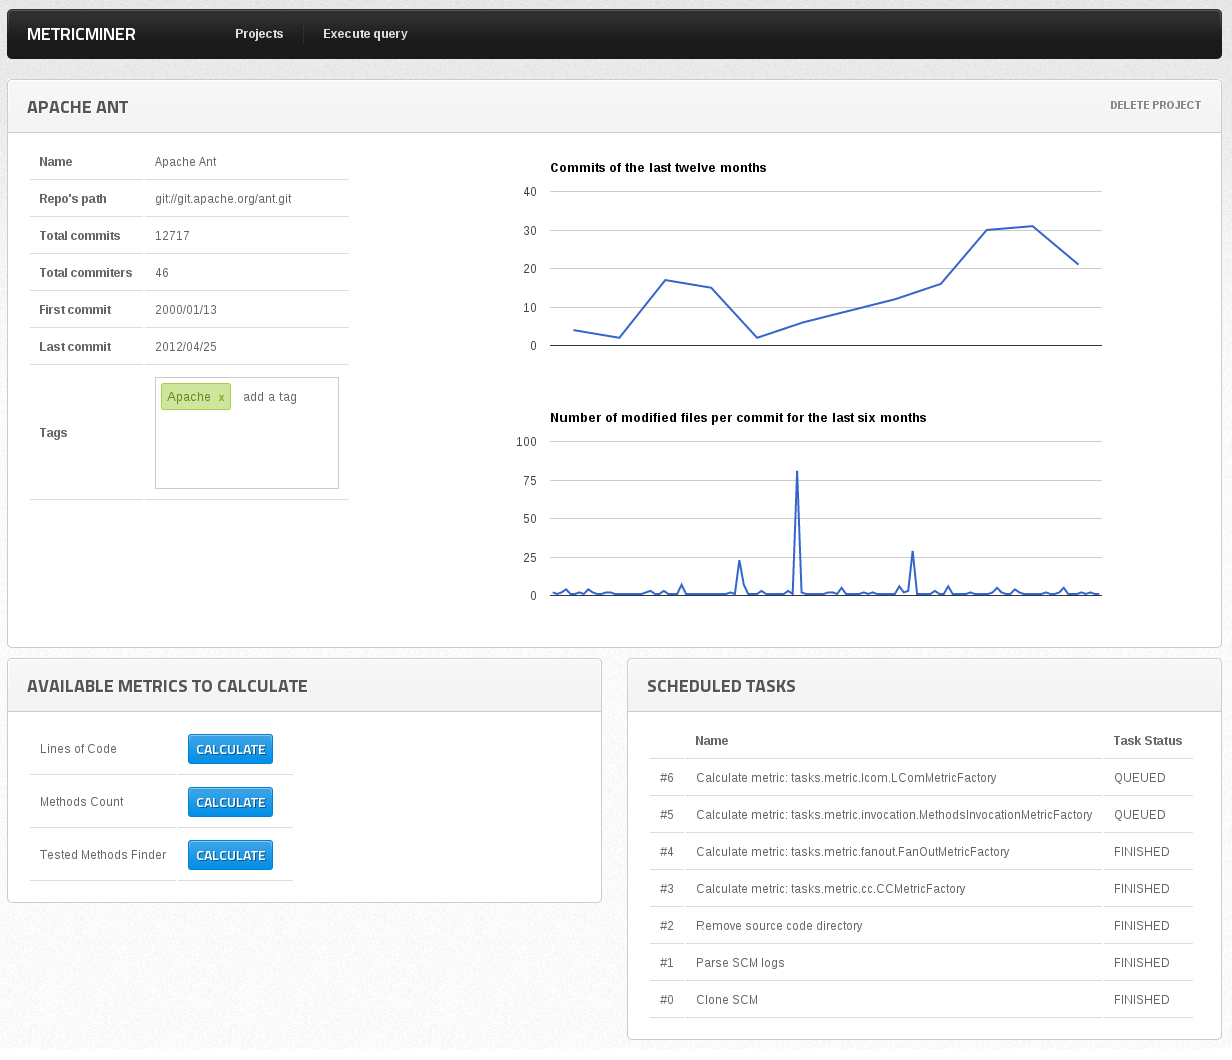 METRICMINER Projects Execute query
APACHE ANT DELETE PROJECT
Name Apache Ant
Repo's path git://git.apache.org/ant.git
Total commits 12717
Total commiters 46
First commit 2000/01/13
Last commit 2012/04/25
Tags Apache x add a tag
Commits of the last twelve months
40
30
20
10
0
Number of modified files per commit for the last six months
100
75
50
25
0
AVAILABLE METRICS TO CALCULATE
Lines of Code CALCULATE
Methods Count CALCULATE
Tested Methods Finder CALCULATE
SCHEDULED TASKS
Name Task Status
#6 Calculate metric: tasks.metric.lcom.LComMetricFactory QUEUED
#5 Calculate metric: tasks.metric.invocation.MethodsInvocationMetricFactory QUEUED
#4 Calculate metric: tasks.metric.fanout.FanOutMetricFactory FINISHED
#3 Calculate metric: tasks.metric.cc.CCMetricFactory FINISHED
#2 Remove source code directory FINISHED
#1 Parse SCM logs FINISHED
#0 Clone SCM FINISHED